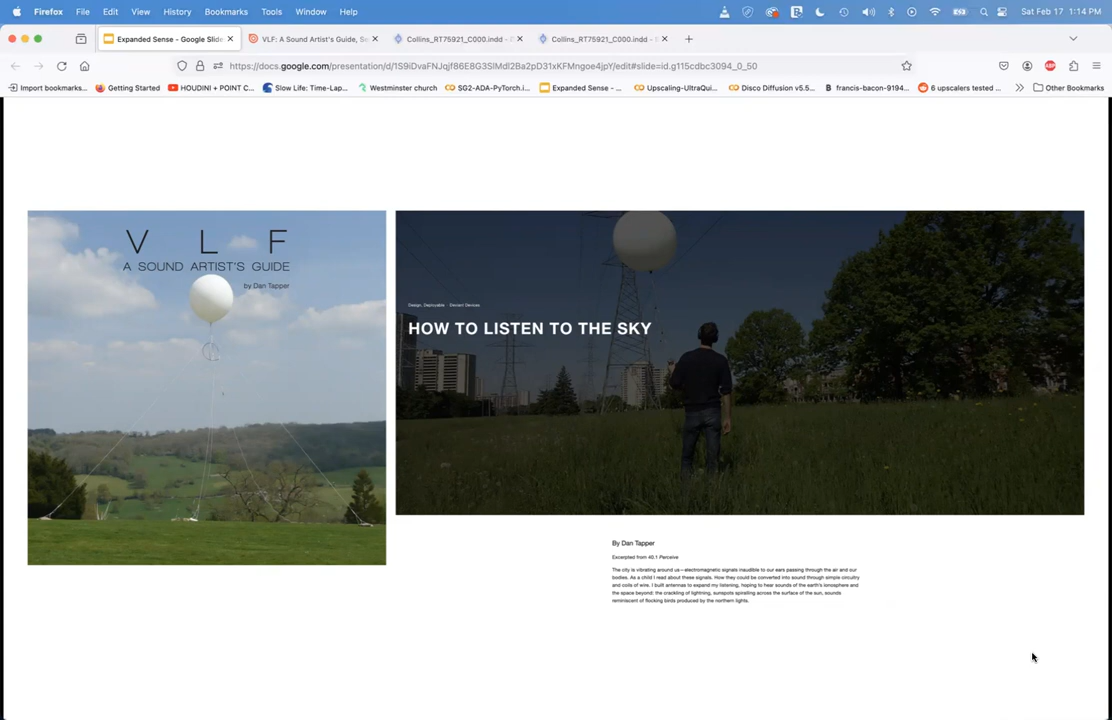 Firefox File Edit View History Bookmarks Tools Window Help Sat Feb 17 1:14 PM
Expanded Sense - Google Slide VLF: A Sound Artist's Guide, Se Collins_RT75921_C000.indd - Collins_RT75921_C000.indd - 
https://docs.google.com/presentation/d/1S9iDvaFNJqjf86E8G3SlMdl2Ba2pD31xKFMngoe4jpY/edit#slide=id.g115cdbc3094_0_50
Import bookmarks... Getting Started HOUDINI + POINT C... Slow Life: Time-Lap... Westminster church SG2-ADA-PyTorch.i... Expanded Sense - ... Upscaling-UltraQui... Disco Diffusion v5.5... francis-bacon-9194... 6 upscalers tested ... Other Bookmarks
V L F
A SOUND ARTIST'S GUIDE
by Dan Tapper
Design, Deployable - Deviant Devices
HOW TO LISTEN TO THE SKY
By Dan Tapper
Excerpted from 40.1 Perceive
The city is vibrating around us—electromagnetic signals inaudible to our ears passing through the air and our
bodies. As a child I read about these signals. How they could be converted into sound through simple circuitry
and coils of wire. I built antennas to expand my listening, hoping to hear sounds of the earth's ionosphere and
the space beyond: the crackling of lightning, sunspots spiralling across the surface of the sun, sounds
reminiscent of flocking birds produced by the northern lights.